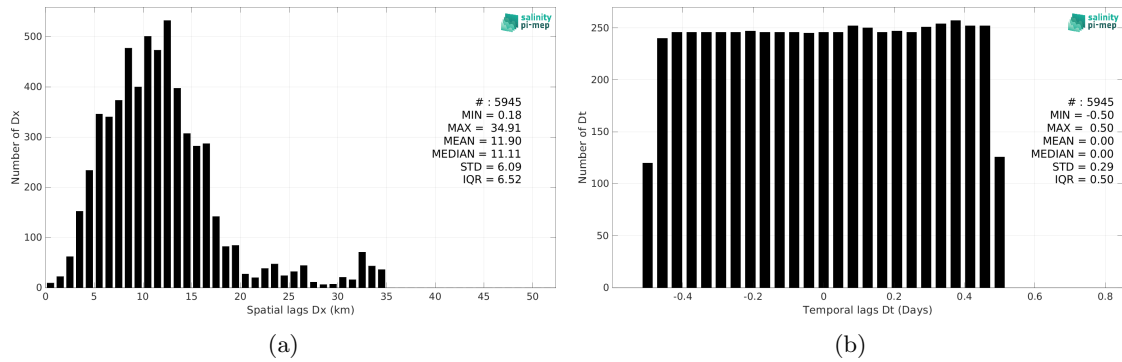 salinity
pi-mep
Number of Dx
500
400
300
200
100
0
# : 5945
MIN = 0.18
MAX = 34.91
MEAN = 11.90
MEDIAN = 11.11
STD = 6.09
IQR = 6.52
0 5 10 15 20 25 30 35 40 45 50
Spatial lags Dx (km)
(a)
salinity
pi-mep
Number of Dt
250
200
150
100
50
0
# : 5945
MIN = -0.50
MAX = 0.50
MEAN = 0.00
MEDIAN = 0.00
STD = 0.29
IQR = 0.50
-0.4 -0.2 0 0.2 0.4 0.6 0.8
Temporal lags Dt (Days)
(b)